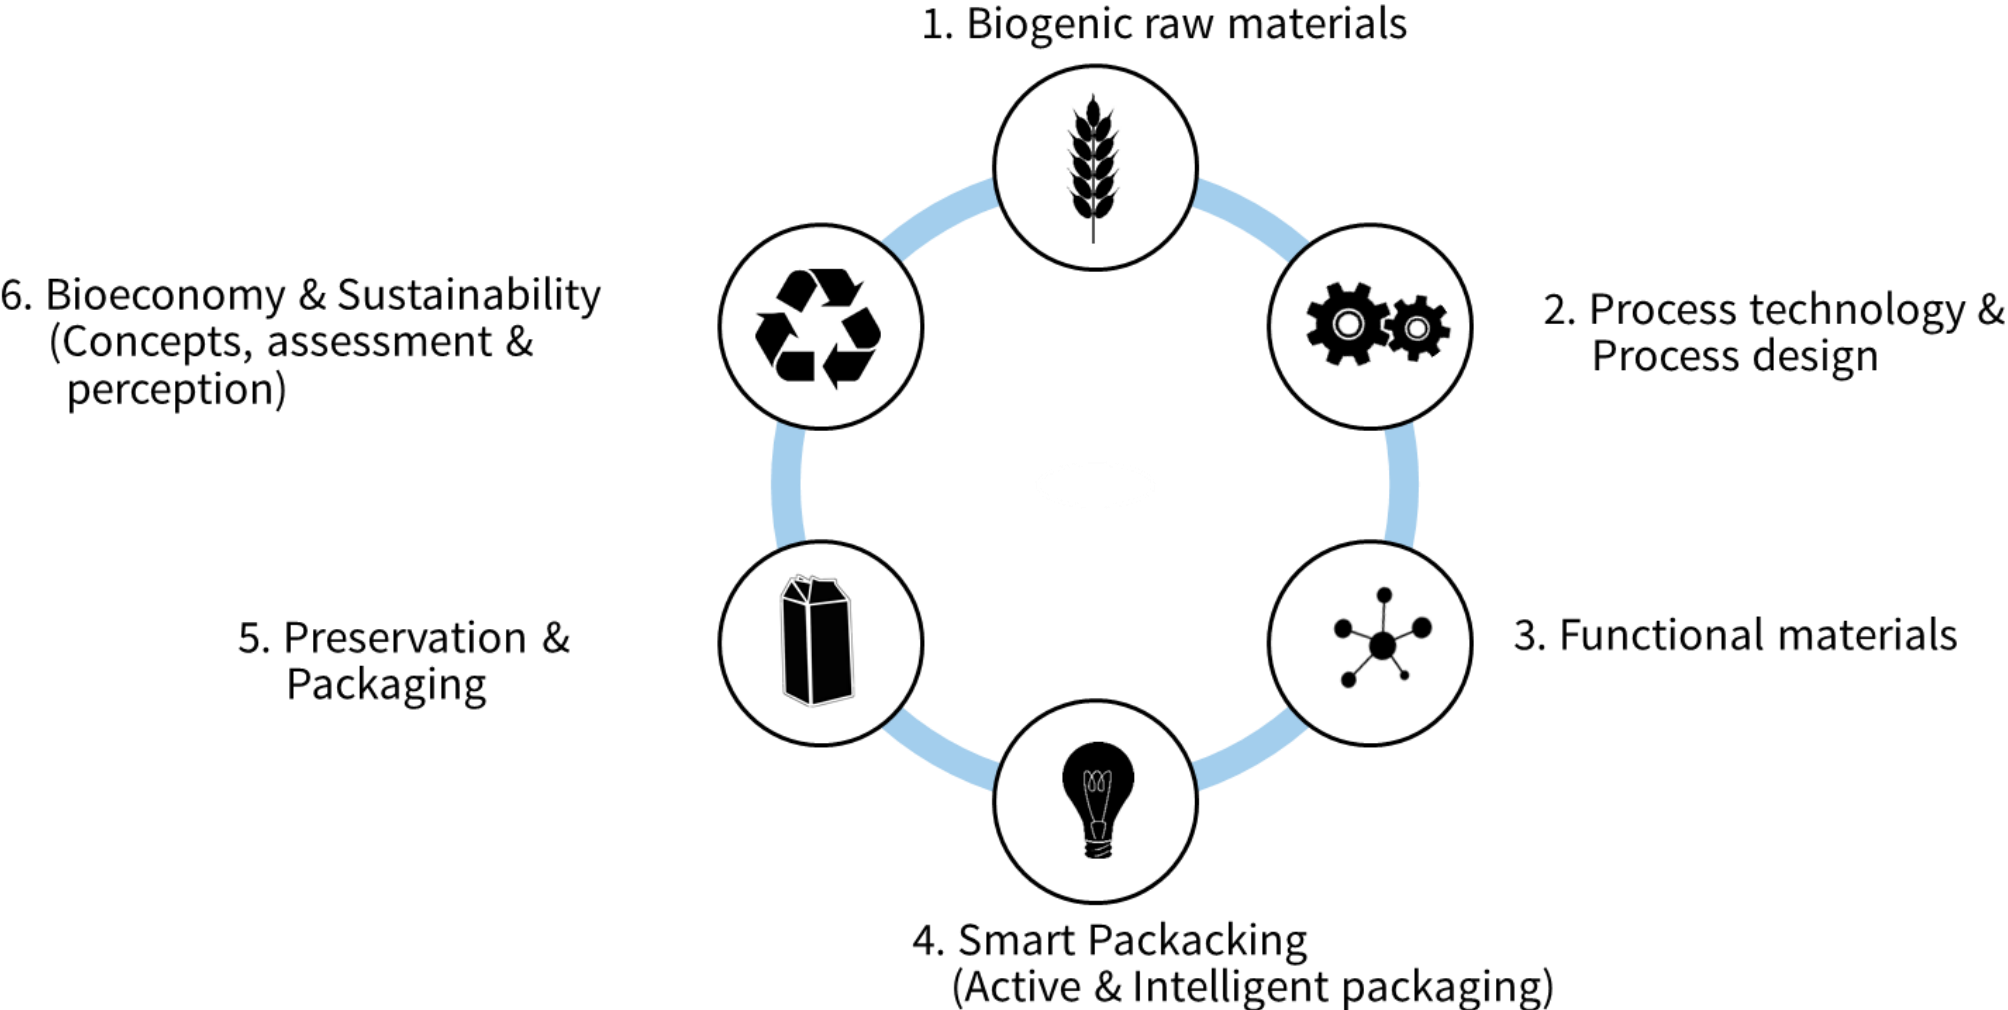 1. Biogenic raw materials
2. Process technology &
Process design
3. Functional materials
4. Smart Packacking
(Active & Intelligent packaging)
5. Preservation &
Packaging
6. Bioeconomy & Sustainability
(Concepts, assessment &
perception)